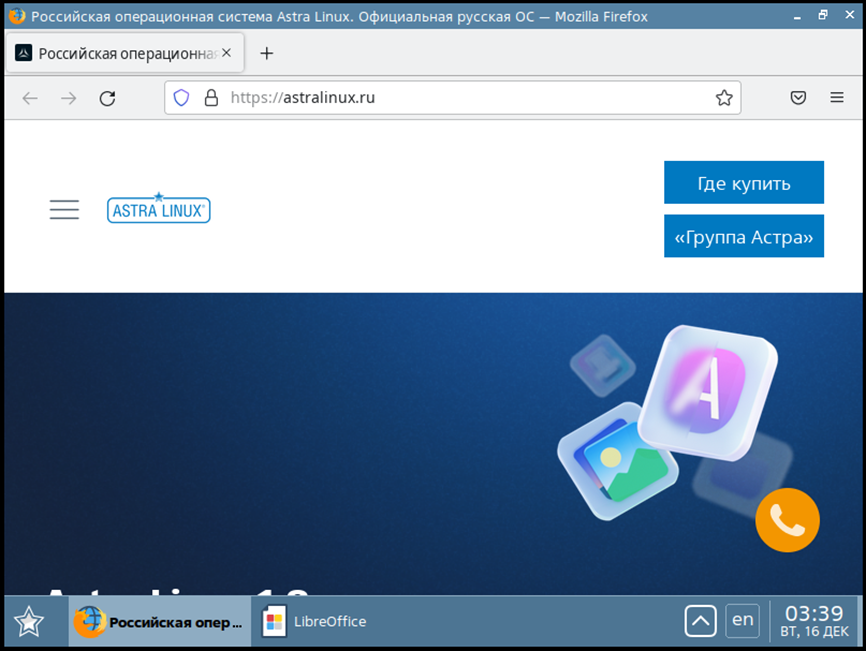 Российская операционная система Astra Linux. Официальная русская ОС — Mozilla Firefox
Российская операционная
https://astralinux.ru
Где купить
ASTRA LINUX®
«Группа Астра»
A
Российская опер...
LibreOffice
en
03:39
ВТ, 16 ДЕК